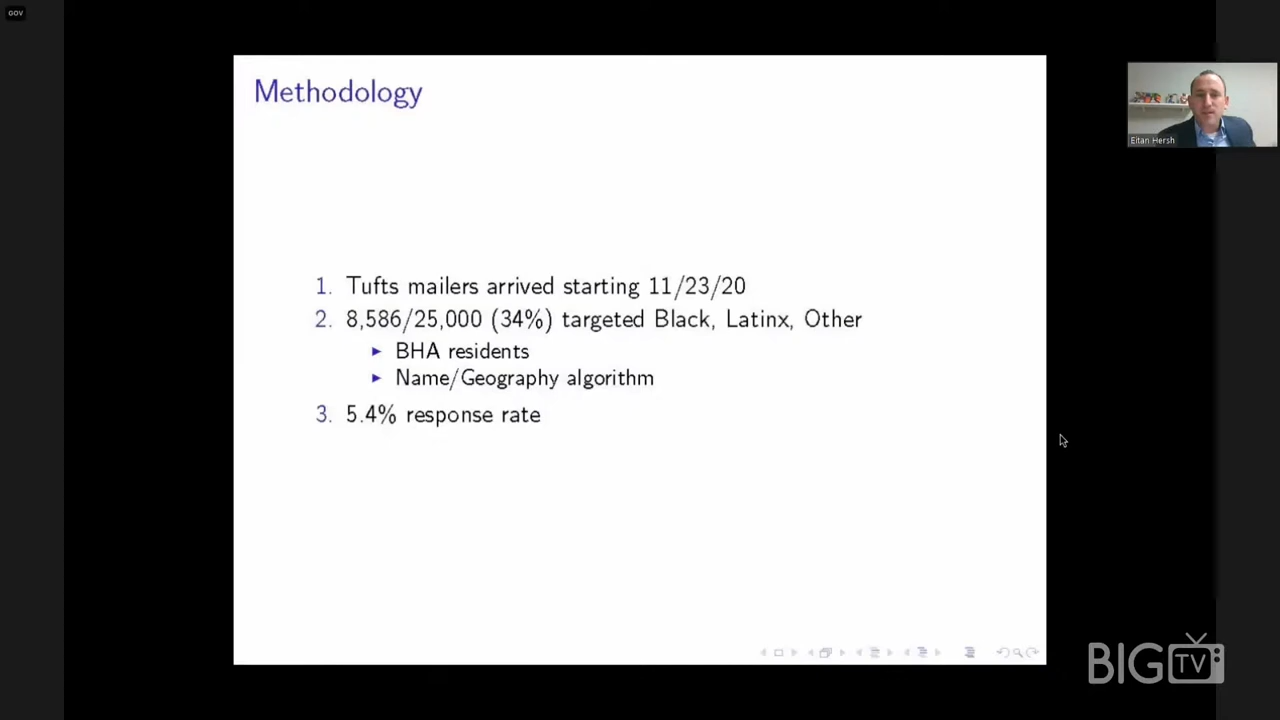 GOV
Methodology
Eitan Hersh
1. Tufts mailers arrived starting 11/23/20
2. 8,586/25,000 (34%) targeted Black, Latinx, Other
BHA residents
Name/Geography algorithm
3. 5.4% response rate
BIG TV